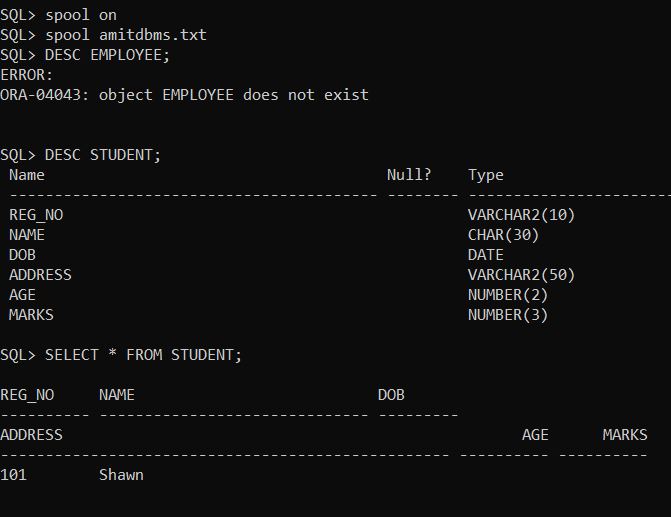 SQL> spool on
SQL> spool amitdbms.txt
SQL> DESC EMPLOYEE;
ERROR:
ORA-04043: object EMPLOYEE does not exist
SQL> DESC STUDENT;
 Name                                      Null?    Type
 ----------------------------------------- -------- -----------------------
 REG_NO                                             VARCHAR2(10)
 NAME                                               CHAR(30)
 DOB                                                DATE
 ADDRESS                                            VARCHAR2(50)
 AGE                                                NUMBER(2)
 MARKS                                              NUMBER(3)
SQL> SELECT * FROM STUDENT;
REG_NO     NAME                           DOB
---------- ------------------------------ ---------
ADDRESS                                                   AGE      MARKS
-------------------------------------------------- ---------- ----------
101        Shawn